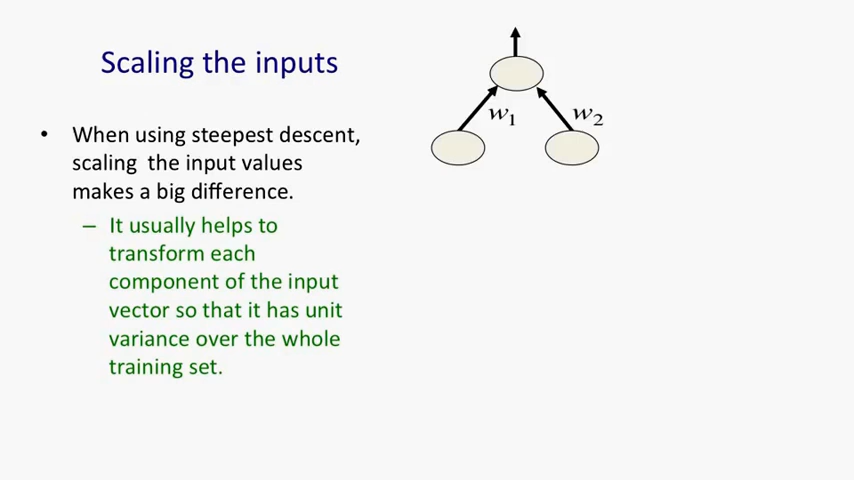 Scaling the inputs
• When using steepest descent,
scaling the input values
makes a big difference.
– It usually helps to
transform each
component of the input
vector so that it has unit
variance over the whole
training set.
w1 w2